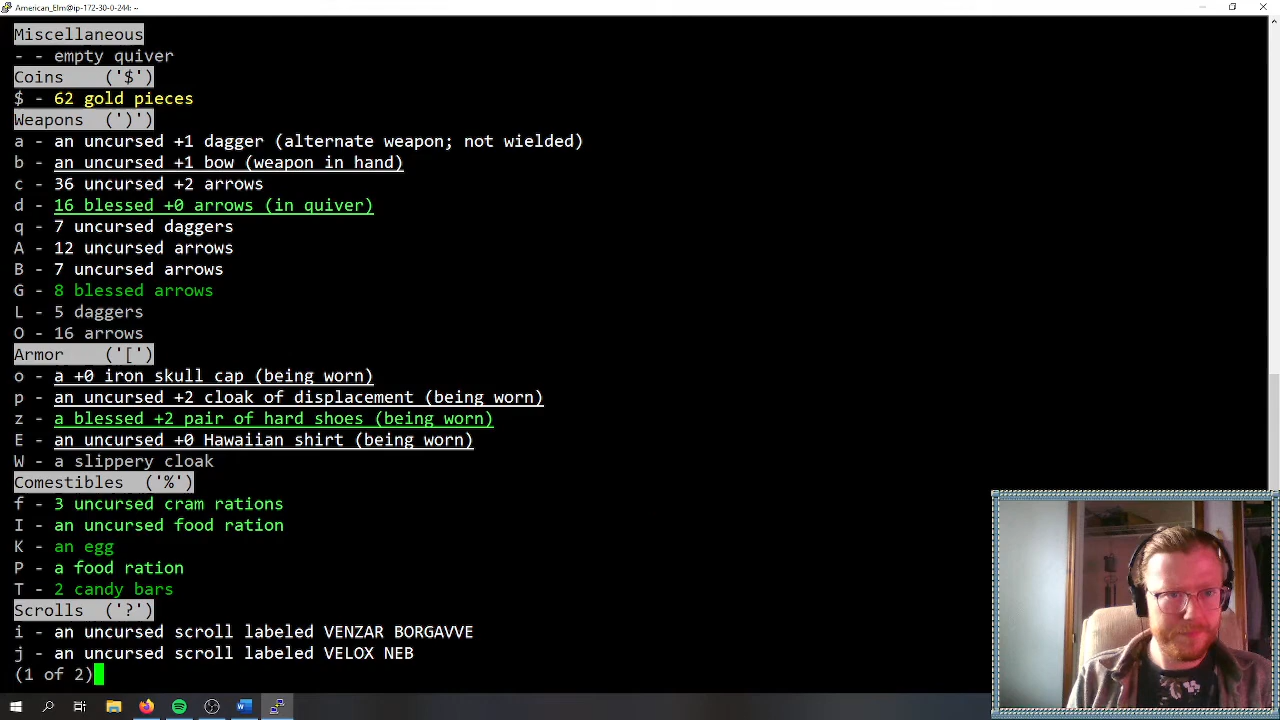 American_Elm@ip-172-30-0-244: ~
Miscellaneous
- - empty quiver
Coins    ('$')
$ - 62 gold pieces
Weapons  (')')
a - an uncursed +1 dagger (alternate weapon; not wielded)
b - an uncursed +1 bow (weapon in hand)
c - 36 uncursed +2 arrows
d - 16 blessed +0 arrows (in quiver)
q - 7 uncursed daggers
A - 12 uncursed arrows
B - 7 uncursed arrows
G - 8 blessed arrows
L - 5 daggers
O - 16 arrows
Armor    ('[')
o - a +0 iron skull cap (being worn)
p - an uncursed +2 cloak of displacement (being worn)
z - a blessed +2 pair of hard shoes (being worn)
E - an uncursed +0 Hawaiian shirt (being worn)
W - a slippery cloak
Comestibles  ('%')
f - 3 uncursed cram rations
I - an uncursed food ration
K - an egg
P - a food ration
T - 2 candy bars
Scrolls  ('?')
i - an uncursed scroll labeled VENZAR BORGAVVE
j - an uncursed scroll labeled VELOX NEB
(1 of 2)